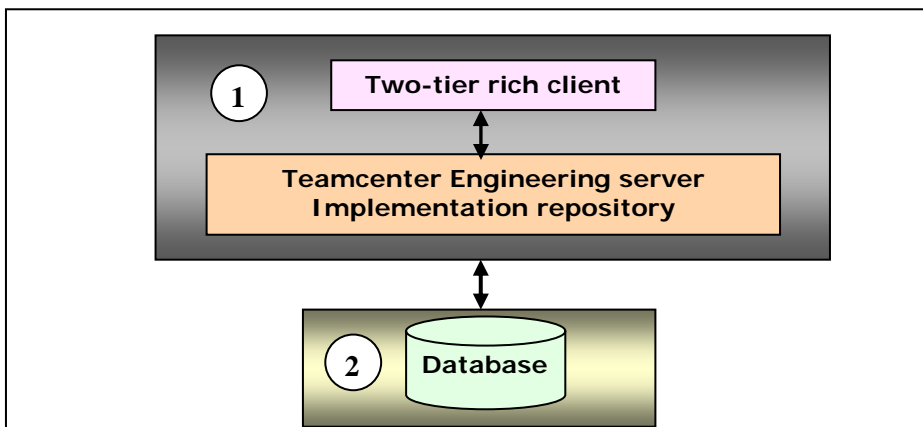 1
Two-tier rich client
Teamcenter Engineering server
Implementation repository
2
Database